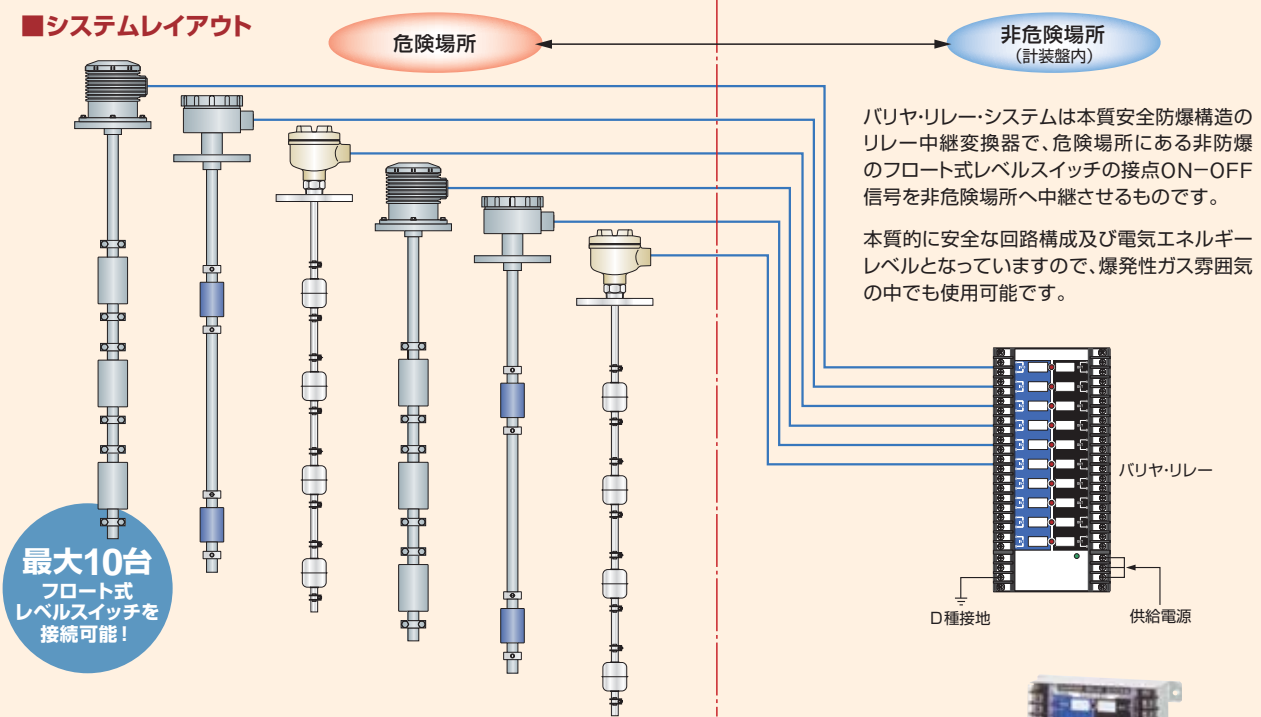 ■システムレイアウト
危険場所
非危険場所
(計装盤内)
バリヤ・リレー・システムは本質安全防爆構造の
リレー中継変換器で、危険場所にある非防爆
のフロート式レベルスイッチの接点ON−OFF
信号を非危険場所へ中継させるものです。
本質的に安全な回路構成及び電気エネルギー
レベルとなっていますので、爆発性ガス雰囲気
の中でも使用可能です。
バリヤ・リレー
D種接地
供給電源
最大10台
フロート式
レベルスイッチを
接続可能!